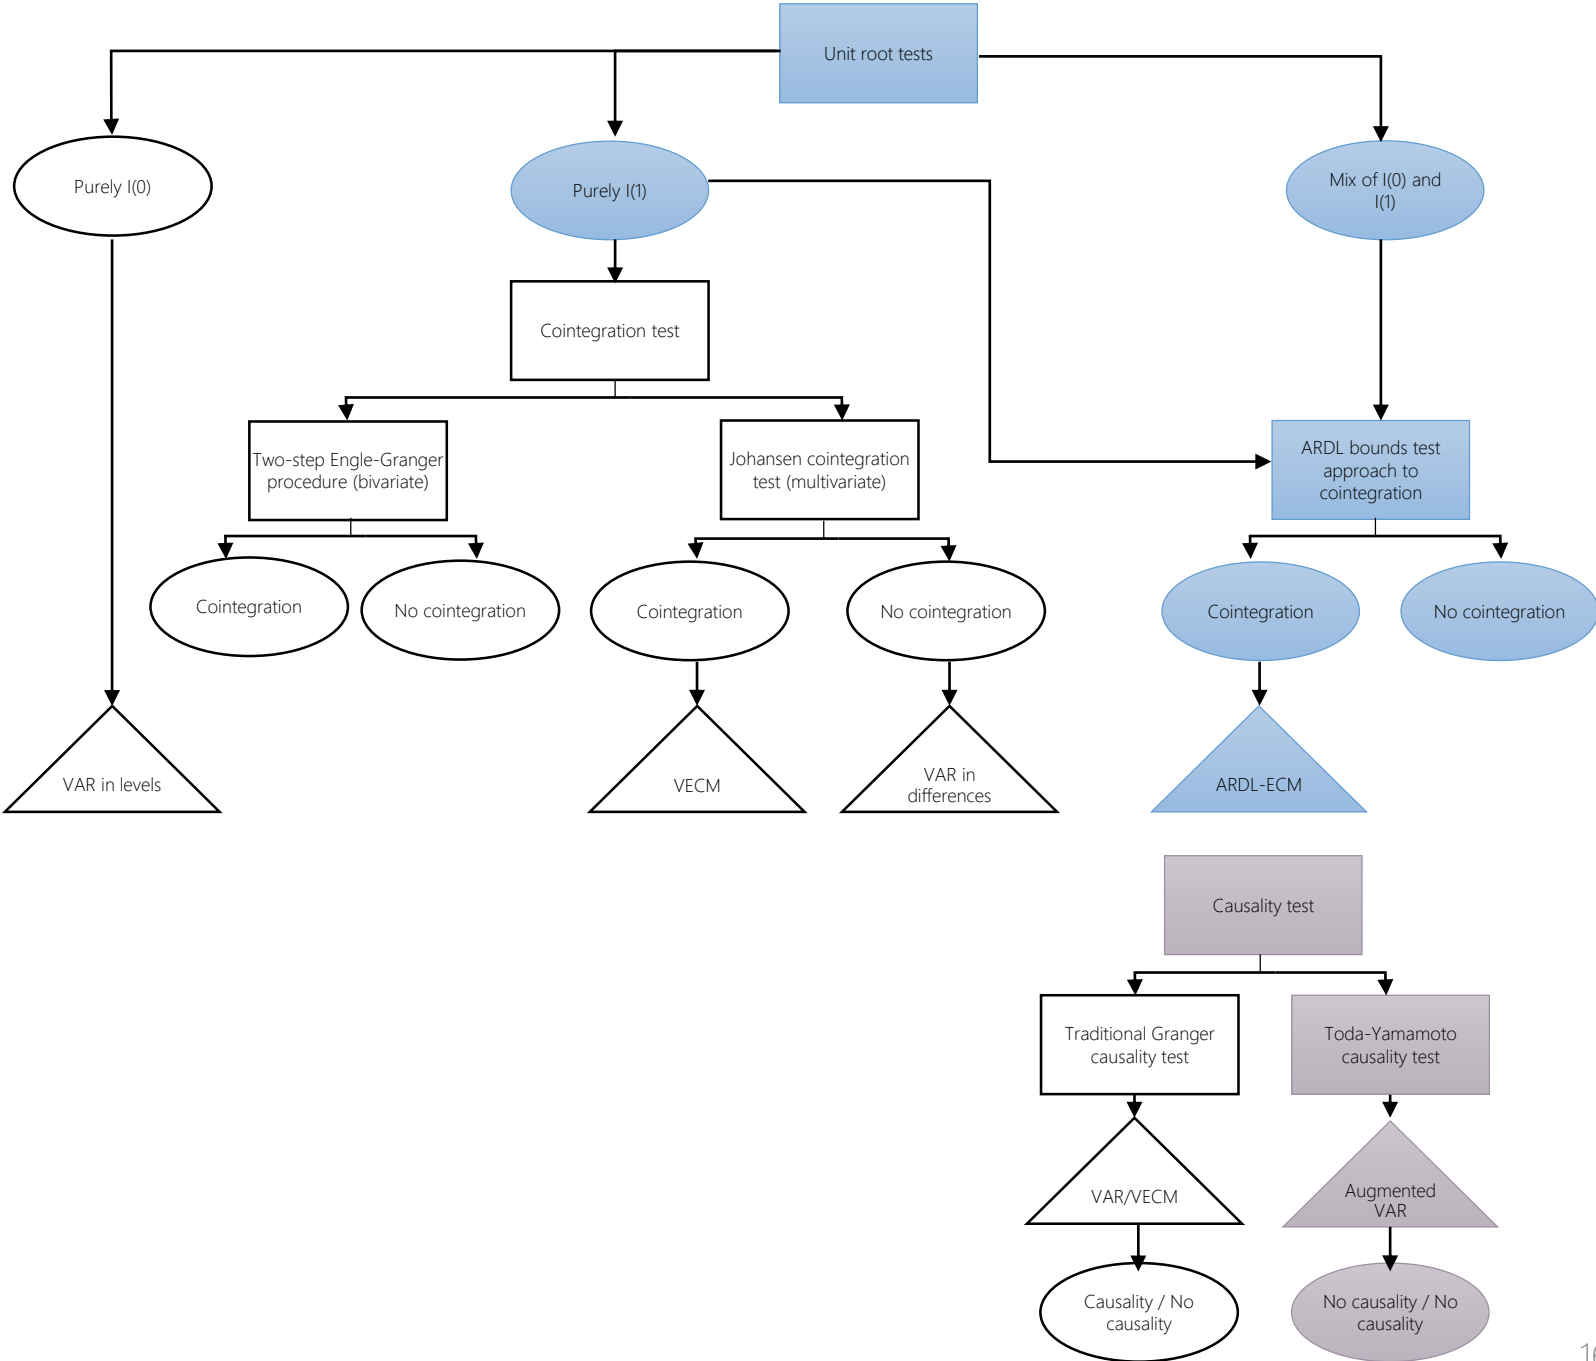 Unit root tests
Purely I(0)
Purely I(1)
Mix of I(0) and
I(1)
Cointegration test
Two-step Engle-Granger
procedure (bivariate)
Johansen cointegration
test (multivariate)
ARDL bounds test
approach to
cointegration
Cointegration
No cointegration
Cointegration
No cointegration
Cointegration
No cointegration
VAR in levels
VECM
VAR in
differences
ARDL-ECM
Causality test
Traditional Granger
causality test
Toda-Yamamoto
causality test
VAR/VECM
Augmented
VAR
Causality / No
causality
No causality / No
causality